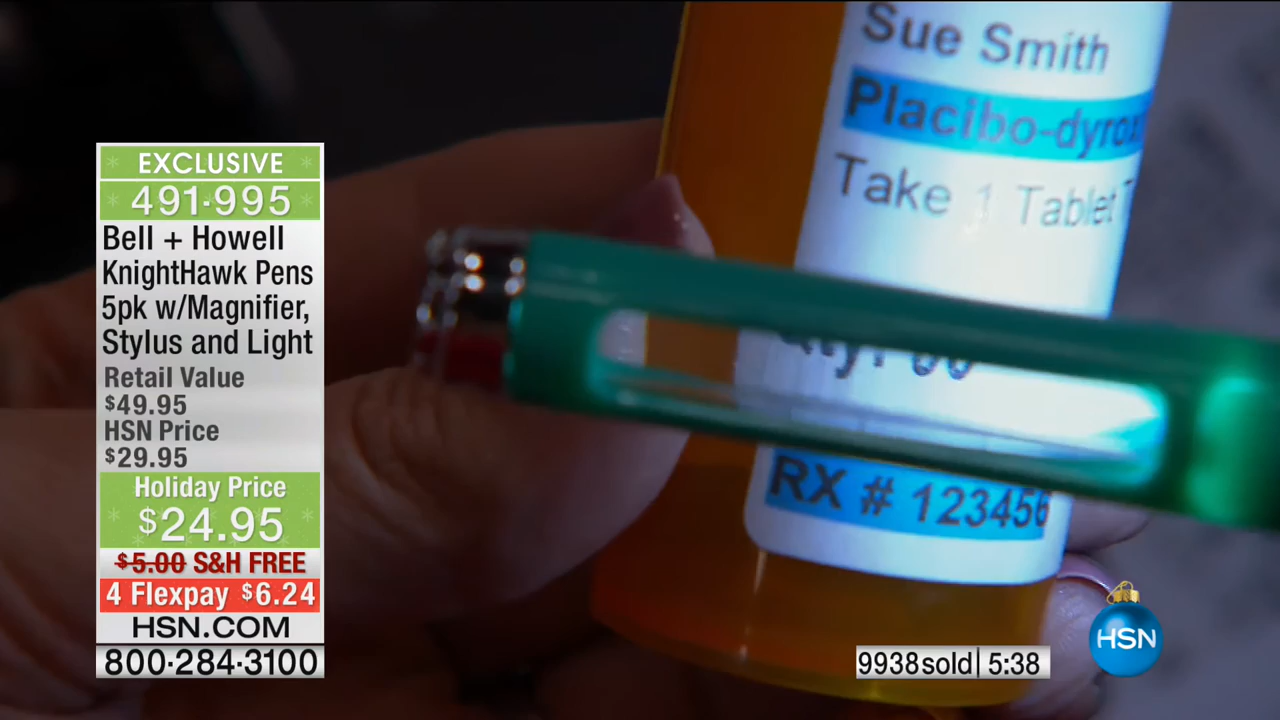 EXCLUSIVE
491-995
Bell + Howell
KnightHawk Pens
5pk w/Magnifier,
Stylus and Light
Retail Value
$49.95
HSN Price
$29.95
Holiday Price
$24.95
$5.00 S&H FREE
4 Flexpay $6.24
HSN.COM
800-284-3100
Sue Smith
Placibo-dyrox
Take 1 Tablet
RX # 123456
9938sold 5:38
HSN